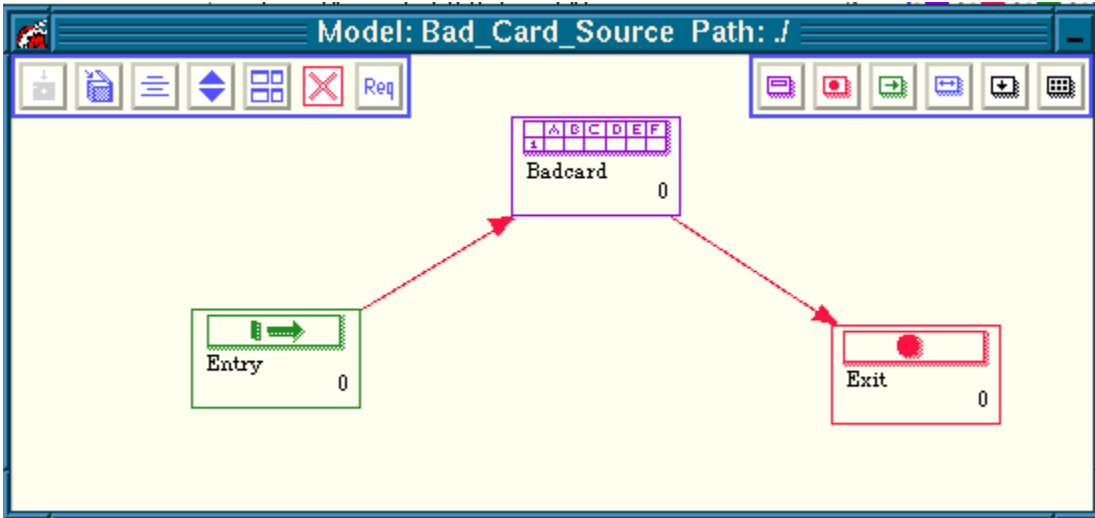 Model: Bad_Card_Source Path: ./
Req
A B C D E F
1
Badcard
0
Entry
0
Exit
0